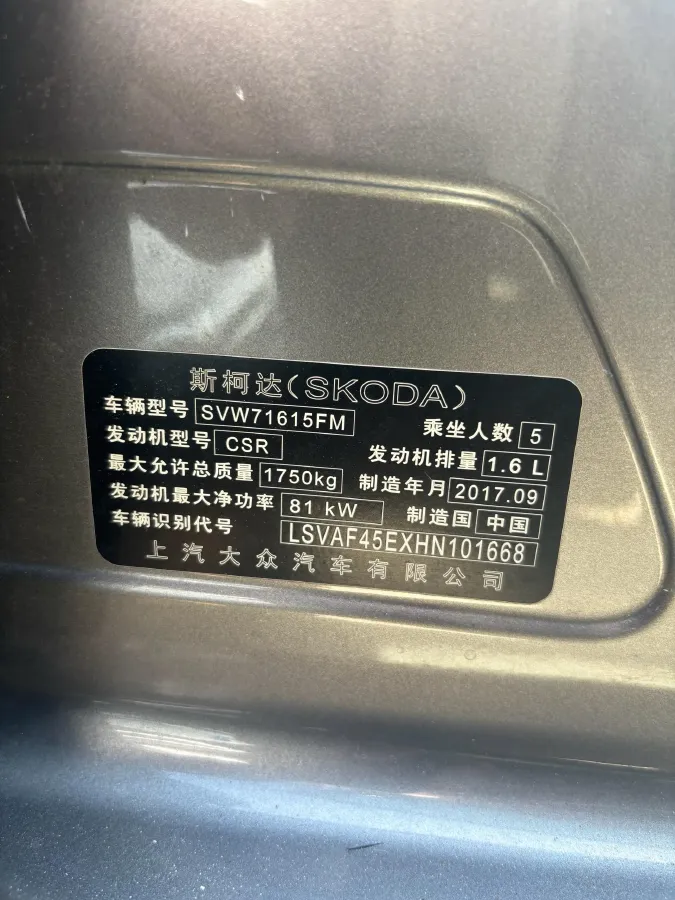 斯柯达(SKODA)
车辆型号 SVW71615FM 乘坐人数 5
发动机型号 CSR 发动机排量 1.6 L
最大允许总质量 1750kg 制造年月 2017.09
发动机最大净功率 81 kW 制造国 中国
车辆识别代号 LSVAF45EXHN101668
上汽大众汽车有限公司